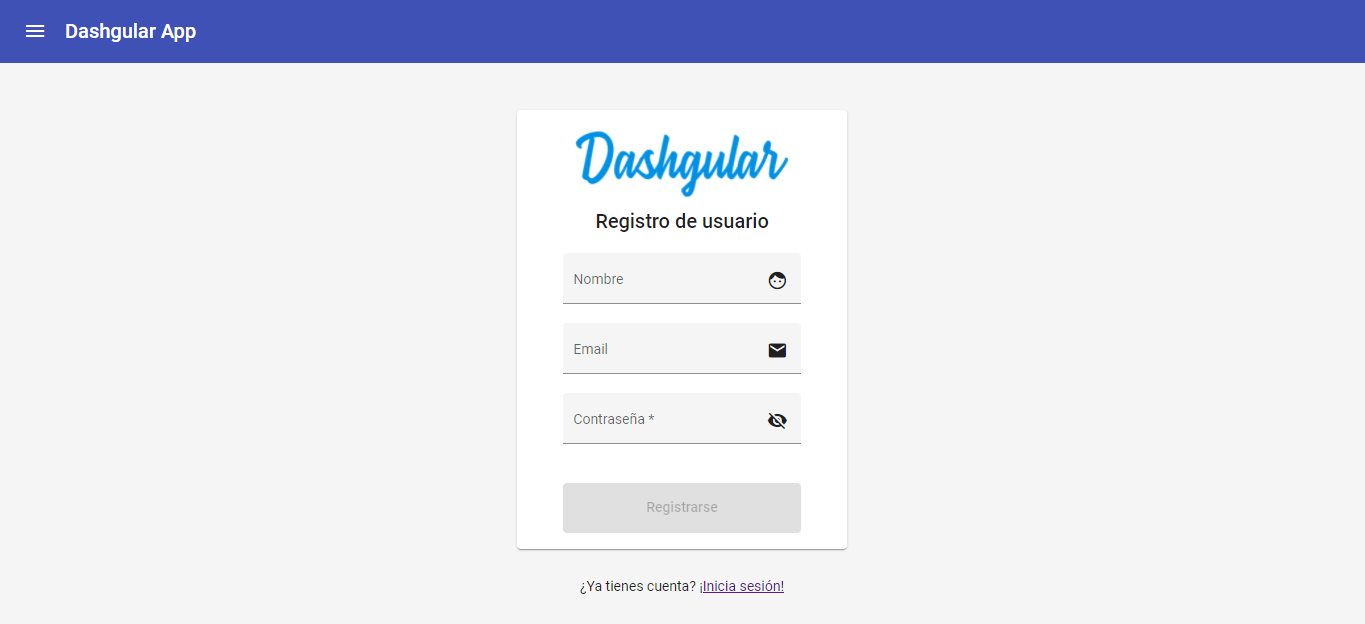 Dashgular App
Dashgular
Registro de usuario
Nombre
Email
Contraseña *
Registrarse
¿Ya tienes cuenta? ¡Inicia sesión!